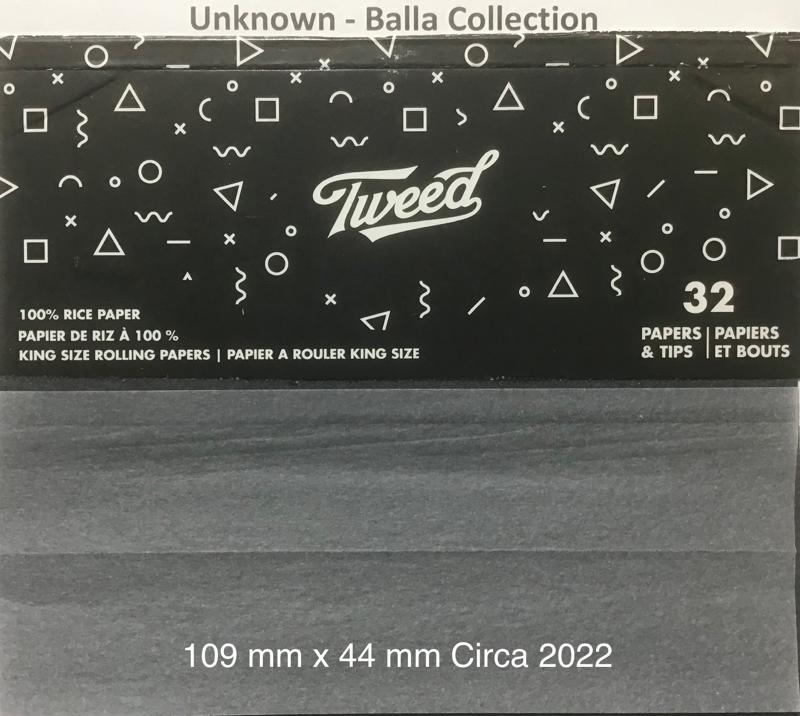 Unknown - Balla Collection
Tweed
100% RICE PAPER
PAPIER DE RIZ À 100 %
KING SIZE ROLLING PAPERS | PAPIER A ROULER KING SIZE
32
PAPERS | PAPIERS
& TIPS | ET BOUTS
109 mm x 44 mm Circa 2022